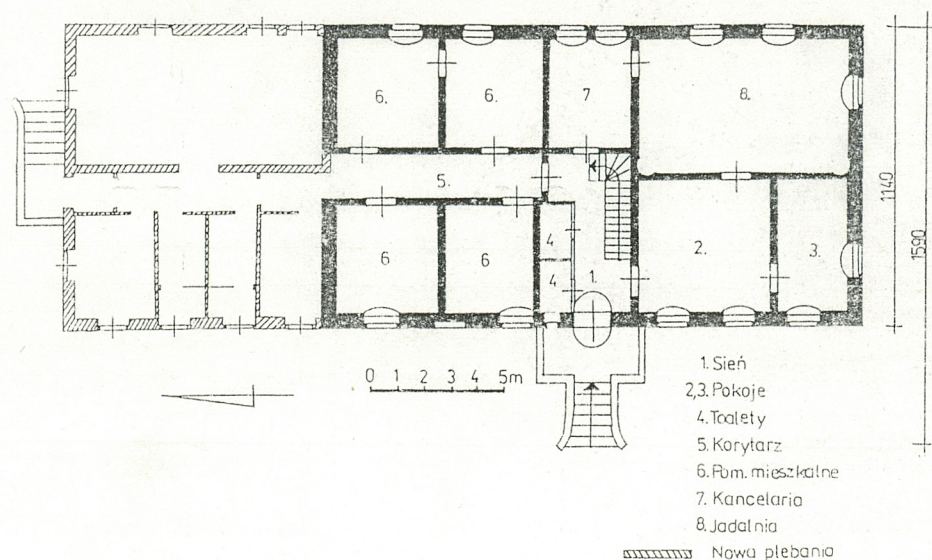 6. 6. 7 8.
5.
6 6 4 4 1. 2. 3.
1140
1590
0 1 2 3 4 5m
1. Sień
2,3. Pokoje
4. Toalety
5. Korytarz
6. Pom. mieszkalne
7. Kancelaria
8. Jadalnia
Nowa plebania